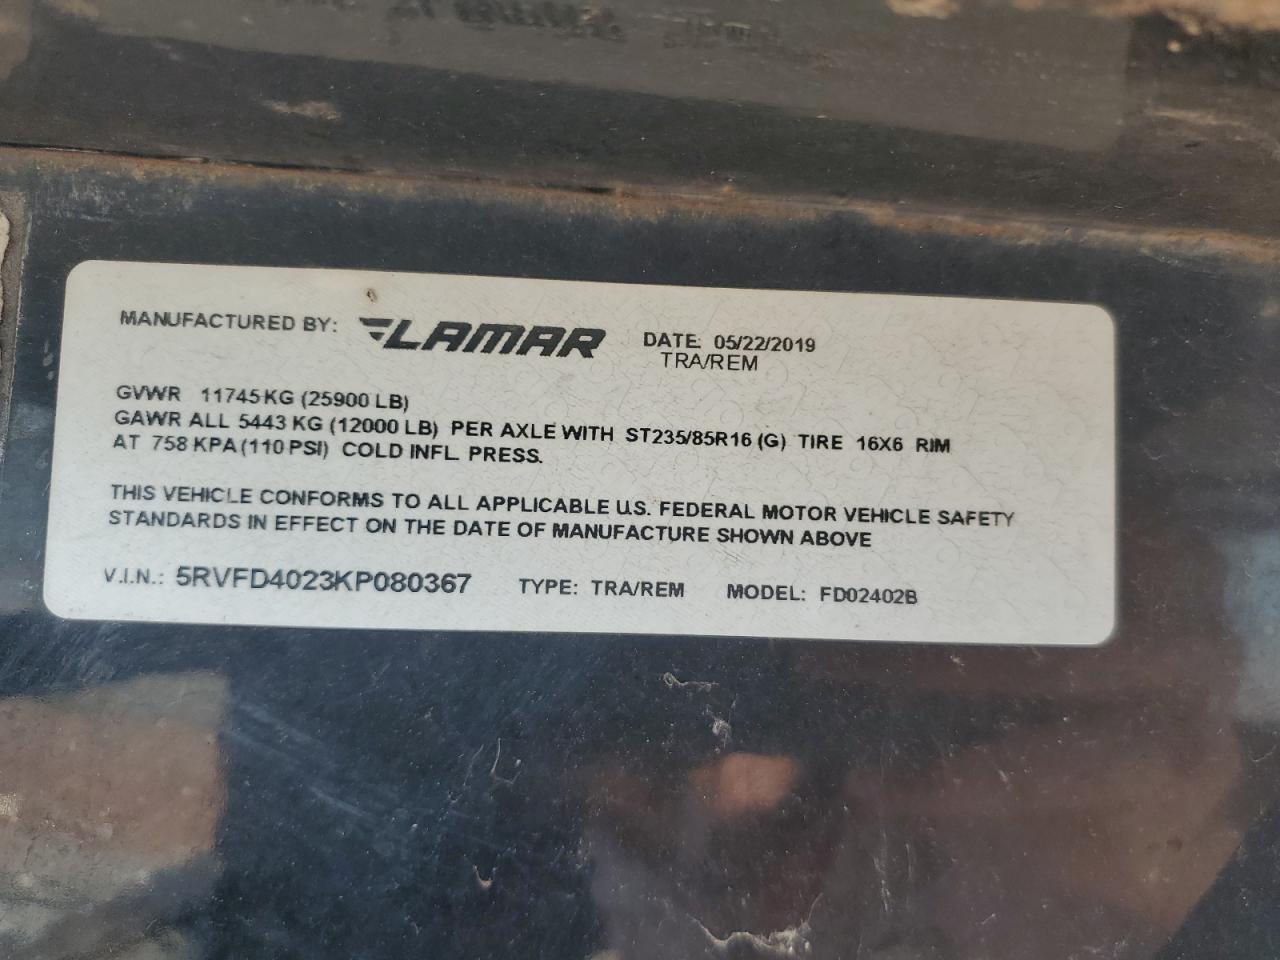 MANUFACTURED BY: LAMAR DATE: 05/22/2019
TRA/REM
GVWR 11745 KG (25900 LB)
GAWR ALL 5443 KG (12000 LB) PER AXLE WITH ST235/85R16 (G) TIRE 16X6 RIM
AT 758 KPA (110 PSI) COLD INFL. PRESS.
THIS VEHICLE CONFORMS TO ALL APPLICABLE U.S. FEDERAL MOTOR VEHICLE SAFETY
STANDARDS IN EFFECT ON THE DATE OF MANUFACTURE SHOWN ABOVE
V.I.N.: 5RVFD4023KP080367 TYPE: TRA/REM MODEL: FD02402B